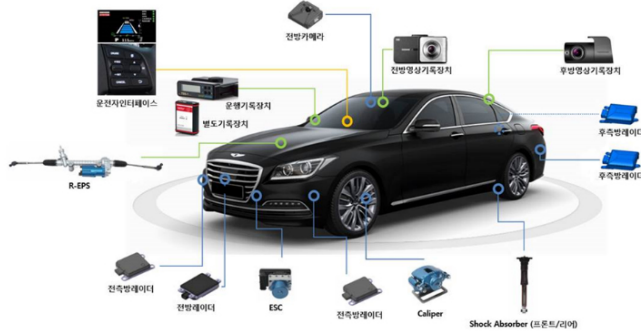 전방카메라
전방영상기록장치
후방영상기록장치
운전자인터페이스
운행기록장치
별도기록장치
후측방레이더
후측방레이더
R-EPS
전측방레이더
전방레이더
ESC
전측방레이더
Caliper
Shock Absorber (프론트/리어)